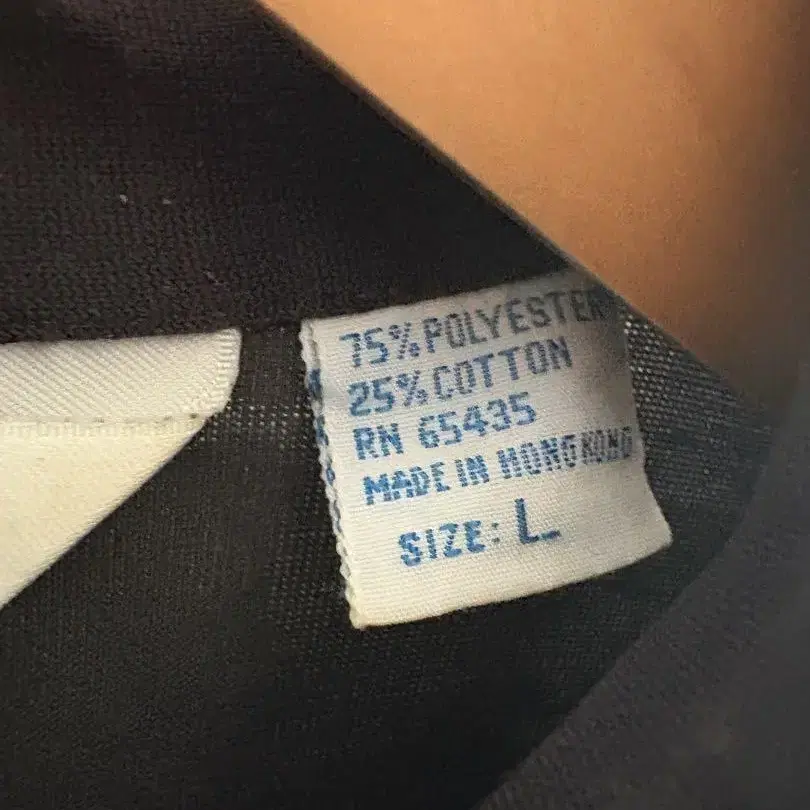 75% POLYESTER
25% COTTON
RN 65435
MADE IN HONG KONG
SIZE: L